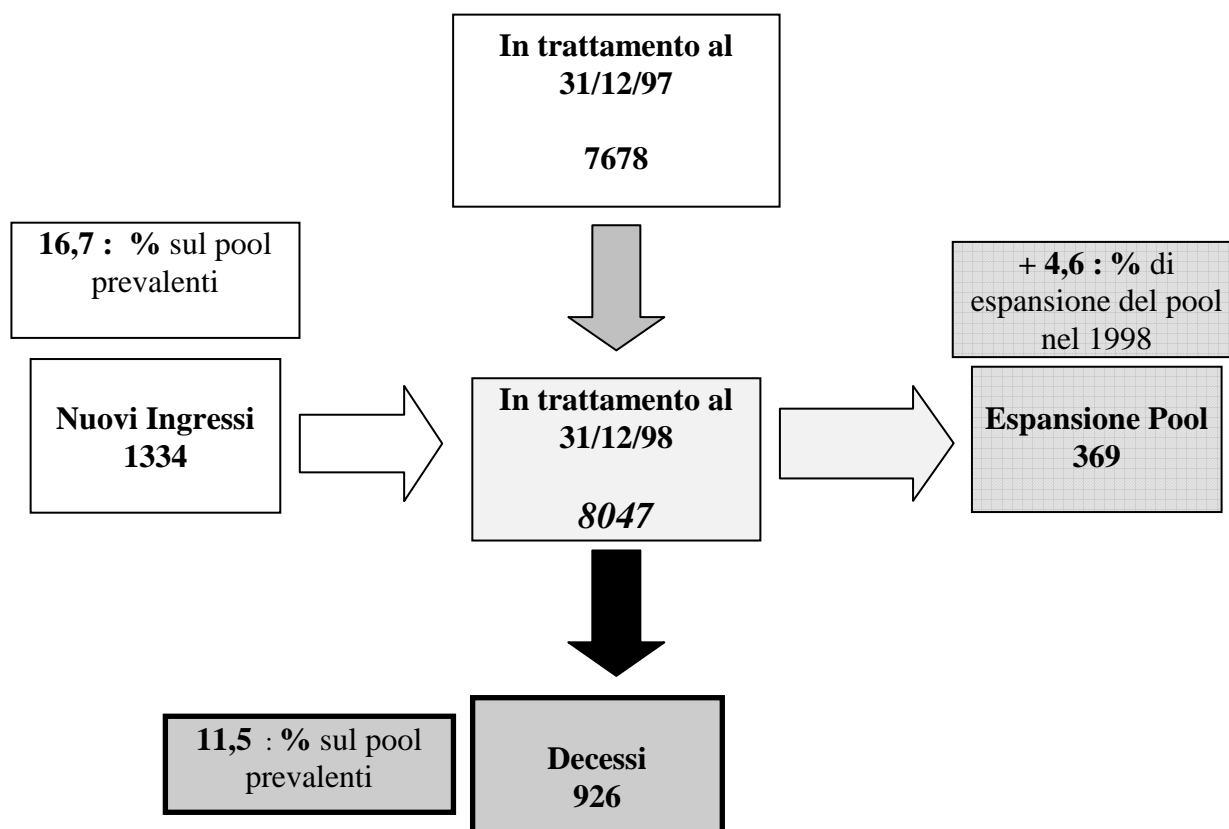 In trattamento al
31/12/97
7678
16,7 : % sul pool
prevalenti
+ 4,6 : % di
espansione del pool
nel 1998
Nuovi Ingressi
1334
In trattamento al
31/12/98
8047
Espansione Pool
369
11,5 : % sul pool
prevalenti
Decessi
926